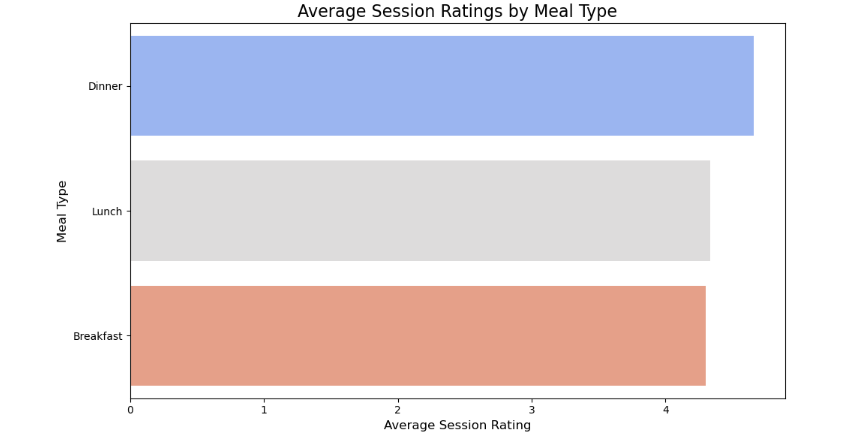 Average Session Ratings by Meal Type
Meal Type
Dinner
Lunch
Breakfast
0 1 2 3 4
Average Session Rating